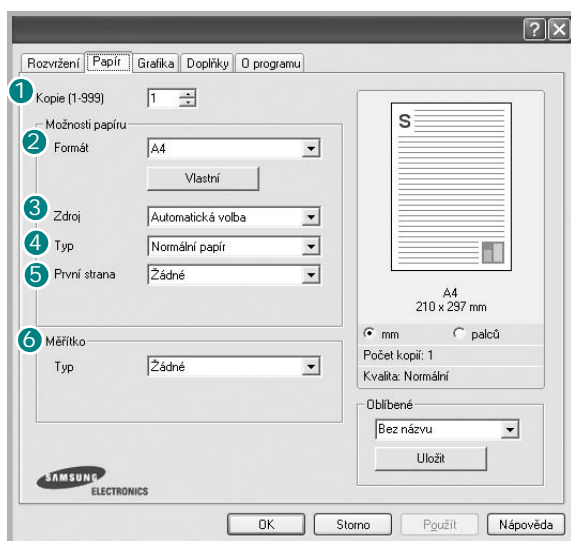 Rozvržení Papír Grafika Doplňky O programu
1 Kopie (1-999) 1
Možnosti papíru
2 Formát A4
Vlastní
3 Zdroj Automatická volba
4 Typ Normální papír
5 První strana Žádné
6 Měřítko
Typ Žádné
SAMSUNG
ELECTRONICS
S
A4
210 x 297 mm
mm palců
Počet kopií: 1
Kvalita: Normální
Oblíbené
Bez názvu
Uložit
OK Storno Použít Nápověda